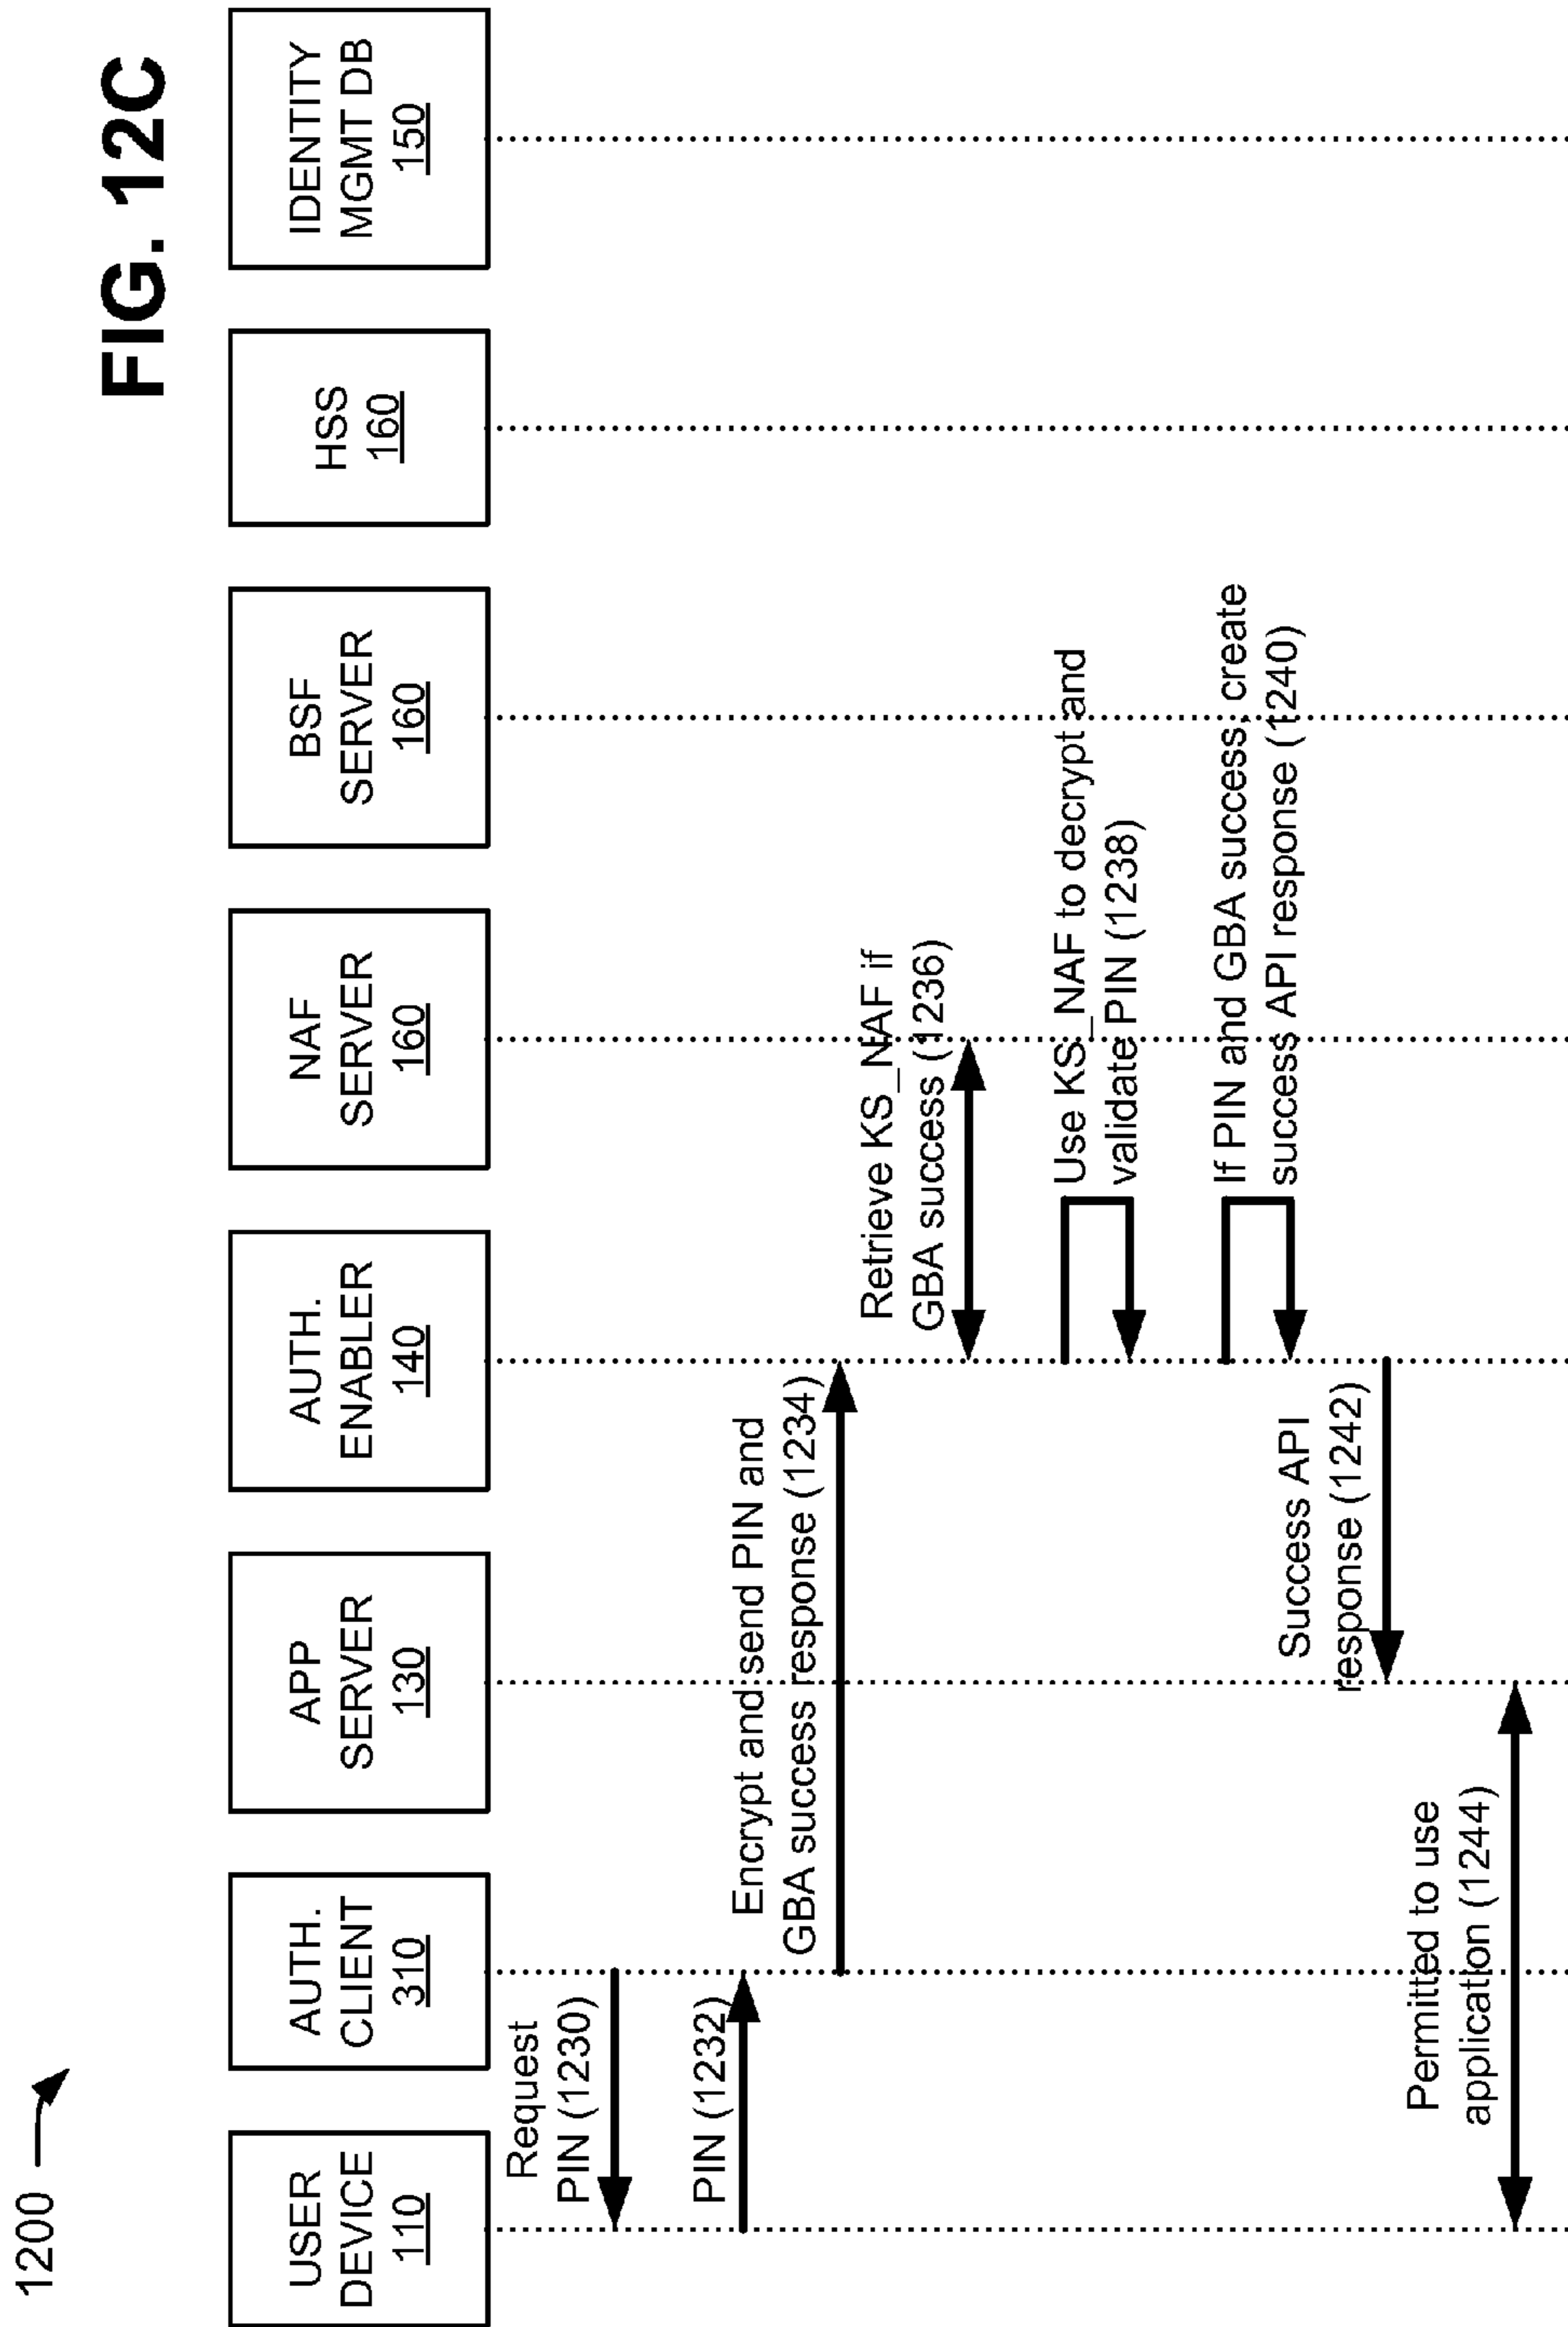 1200
FIG. 12C
USER
DEVICE
110
AUTH.
CLIENT
310
APP
SERVER
130
AUTH.
ENABLER
140
NAF
SERVER
160
BSF
SERVER
160
HSS
160
IDENTITY
MGMT DB
150
Request
PIN (1230)
PIN (1232)
Encrypt and send PIN and
GBA success response (1234)
Retrieve KS_NAF if
GBA success (1236)
Use KS_NAF to decrypt and
validate PIN (1238)
If PIN and GBA success, create
success API response (1240)
Success API
response (1242)
Permitted to use
application (1244)